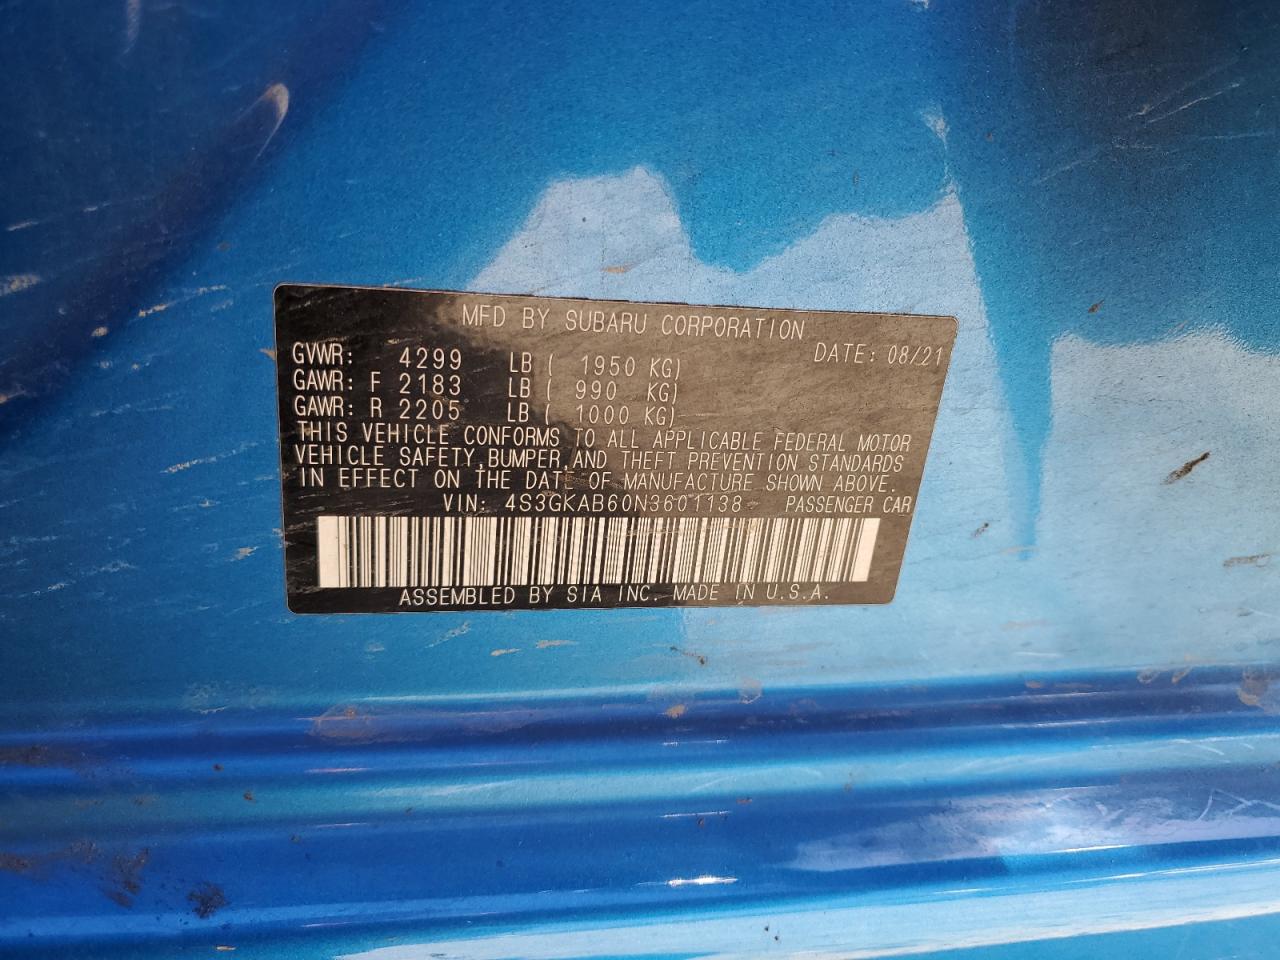 MFD BY SUBARU CORPORATION
GVWR: 4299 LB ( 1950 KG) DATE: 08/21
GAWR: F 2183 LB ( 990 KG)
GAWR: R 2205 LB ( 1000 KG)
THIS VEHICLE CONFORMS TO ALL APPLICABLE FEDERAL MOTOR
VEHICLE SAFETY,BUMPER,AND THEFT PREVENTION STANDARDS
IN EFFECT ON THE DATE OF MANUFACTURE SHOWN ABOVE.
VIN: 4S3GKAB60N3601138 PASSENGER CAR
ASSEMBLED BY SIA INC. MADE IN U.S.A.